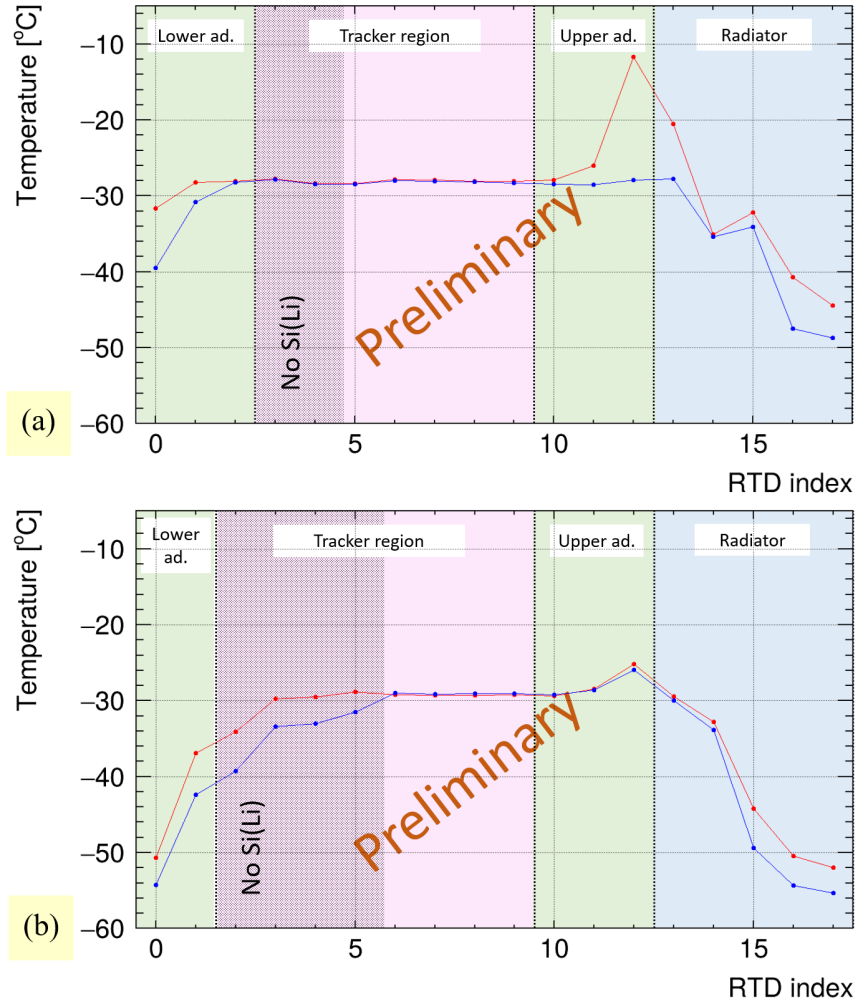 Temperature [°C]
Lower ad.
Tracker region
Upper ad.
Radiator
−10
−20
−30
−40
−50
−60
No Si(Li)
Preliminary
(a)
0
5
10
15
RTD index
Temperature [°C]
Lower
ad.
Tracker region
Upper ad.
Radiator
−10
−20
−30
−40
−50
−60
No Si(Li)
Preliminary
(b)
0
5
10
15
RTD index